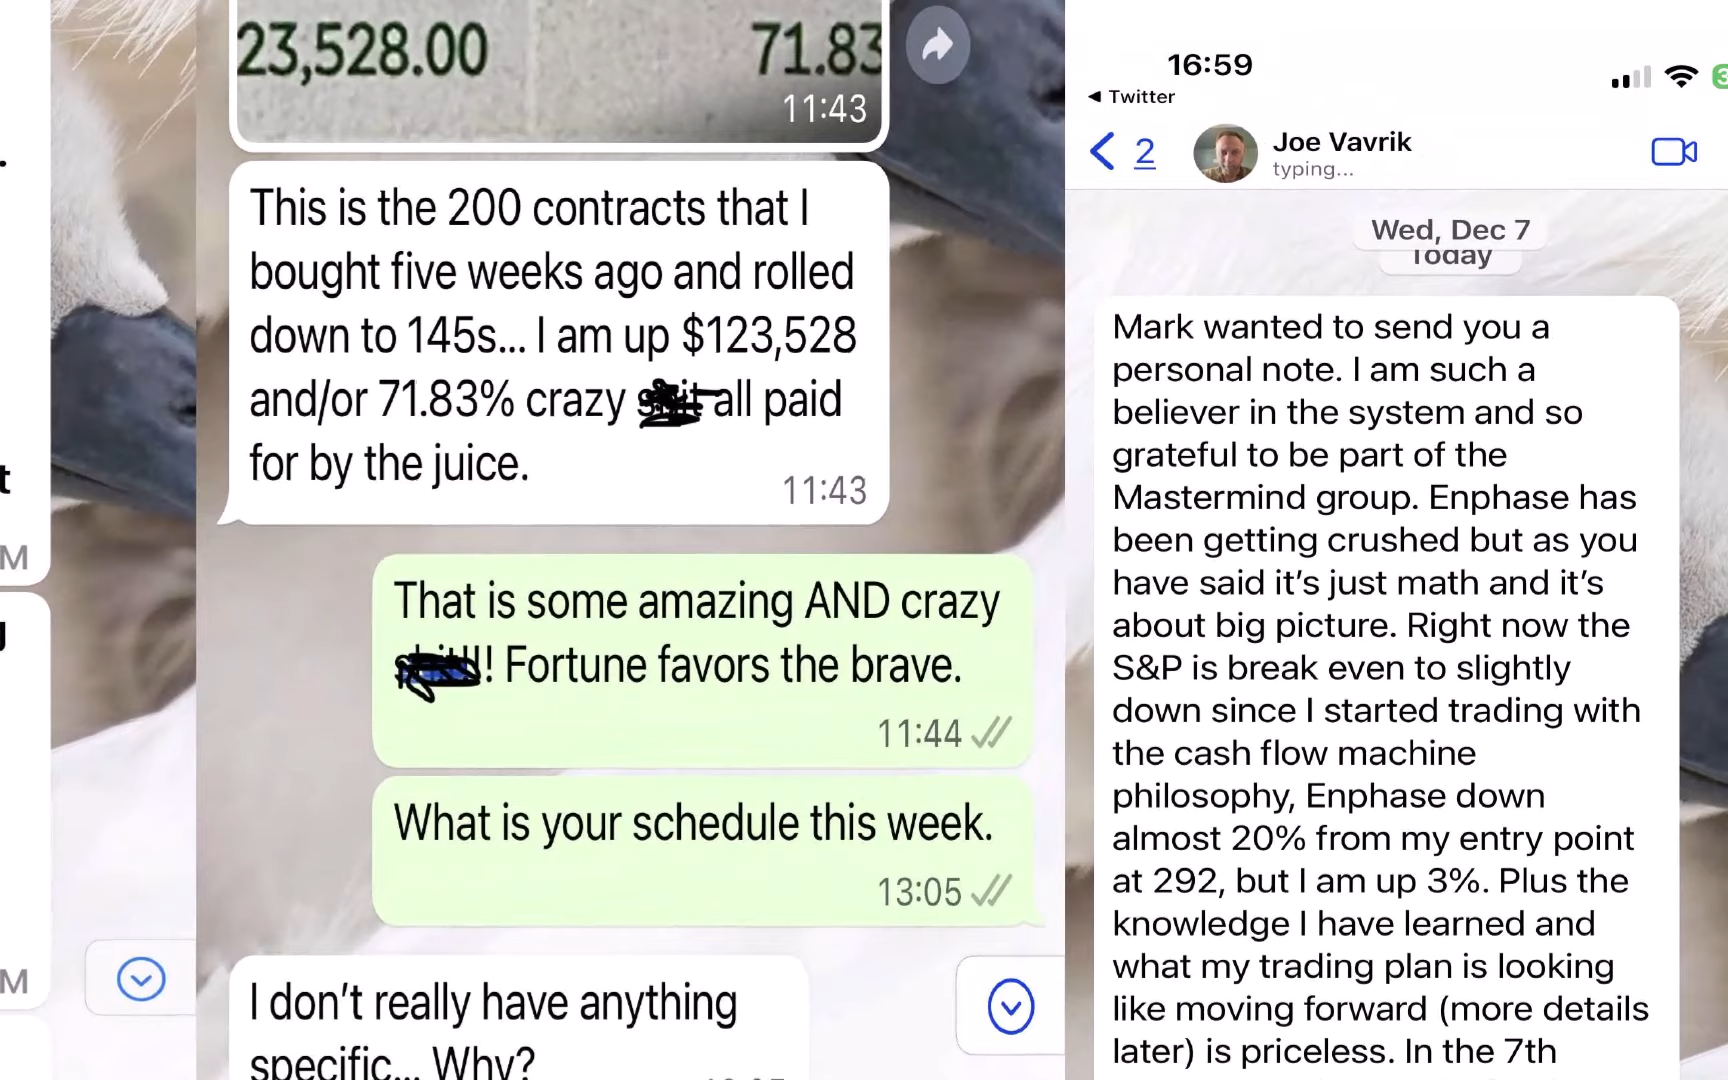 .
t
M
M
23,528.00 71.83
11:43
This is the 200 contracts that I
bought five weeks ago and rolled
down to 145s... I am up $123,528
and/or 71.83% crazy all paid
for by the juice.
11:43
That is some amazing AND crazy
! Fortune favors the brave.
11:44
What is your schedule this week.
13:05
I don't really have anything
specific... Why?
16:59
Twitter
2
Joe Vavrik
typing...
Wed, Dec 7
Today
Mark wanted to send you a
personal note. I am such a
believer in the system and so
grateful to be part of the
Mastermind group. Enphase has
been getting crushed but as you
have said it's just math and it's
about big picture. Right now the
S&P is break even to slightly
down since I started trading with
the cash flow machine
philosophy, Enphase down
almost 20% from my entry point
at 292, but I am up 3%. Plus the
knowledge I have learned and
what my trading plan is looking
like moving forward (more details
later) is priceless. In the 7th